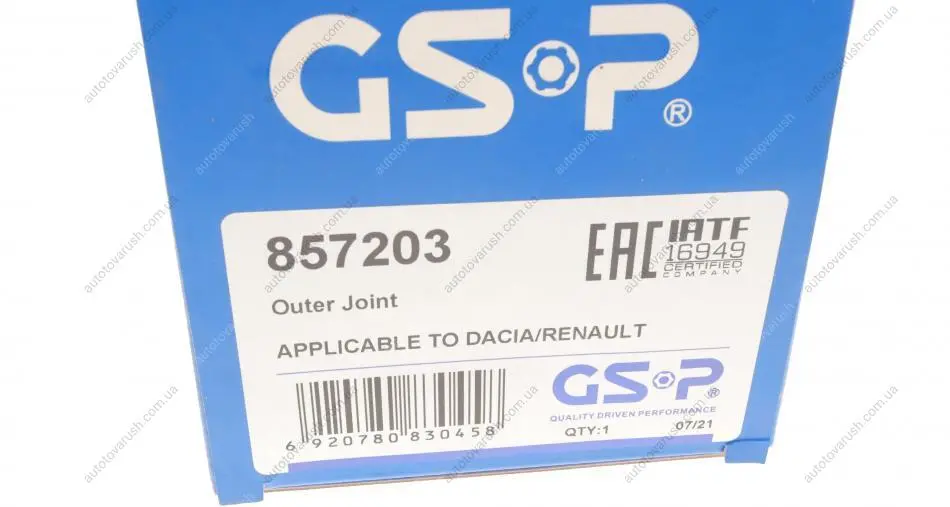 GSP®
857203
EAC
IATF
16949
CERTIFIED
COMPANY
Outer Joint
APPLICABLE TO DACIA/RENAULT
GSP®
QUALITY DRIVEN PERFORMANCE
QTY:1 07/21
6 920780 830458
autotovarush.com.ua